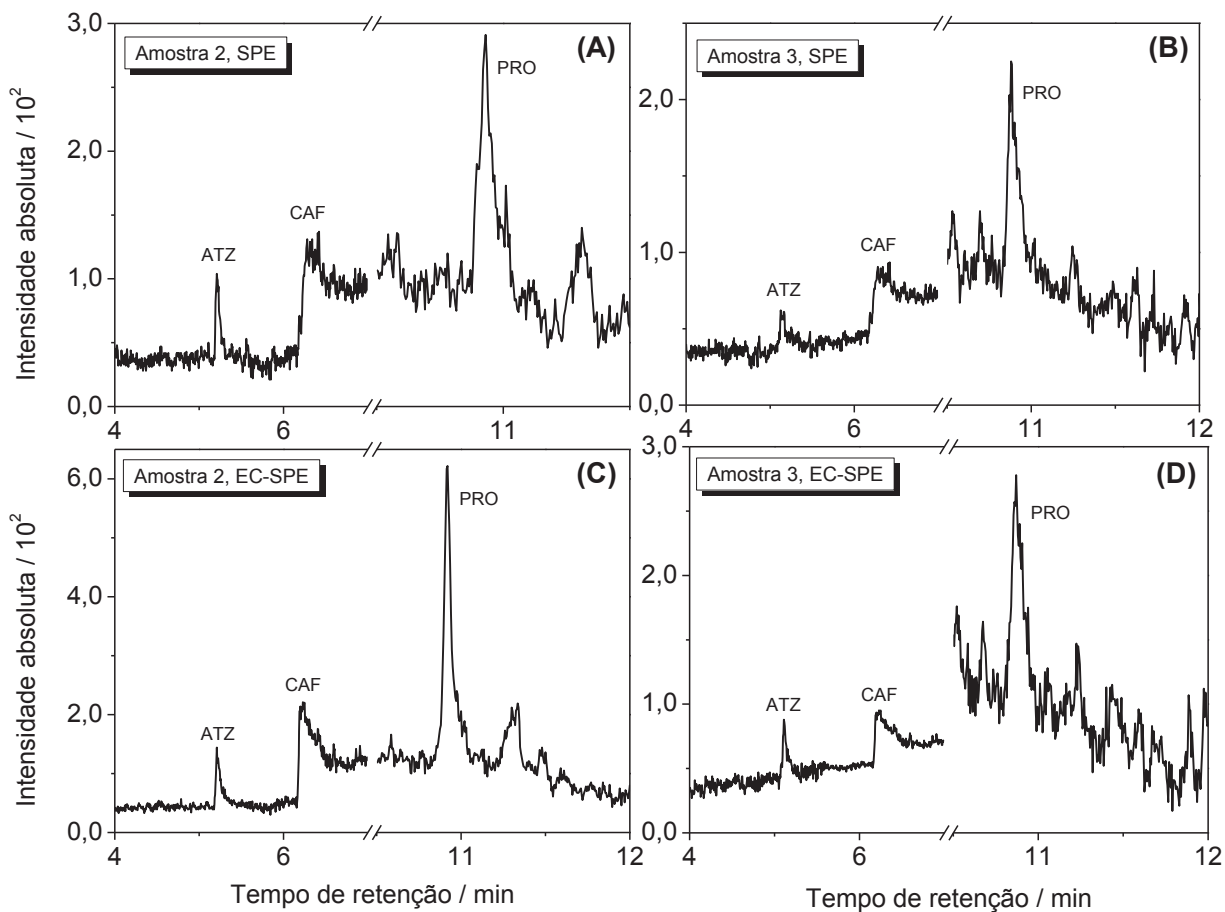 Amostra 2, SPE
(A)
PRO
CAF
ATZ
3,0
2,0
1,0
0,0
4
6
11
Intensidade absoluta / 10²
Amostra 3, SPE
(B)
PRO
CAF
ATZ
2,0
1,0
0,0
4
6
11
12
Amostra 2, EC-SPE
(C)
PRO
CAF
ATZ
6,0
4,0
2,0
0,0
4
6
11
12
Intensidade absoluta / 10²
Tempo de retenção / min
Amostra 3, EC-SPE
(D)
PRO
CAF
ATZ
3,0
2,0
1,0
0,0
4
6
11
12
Tempo de retenção / min